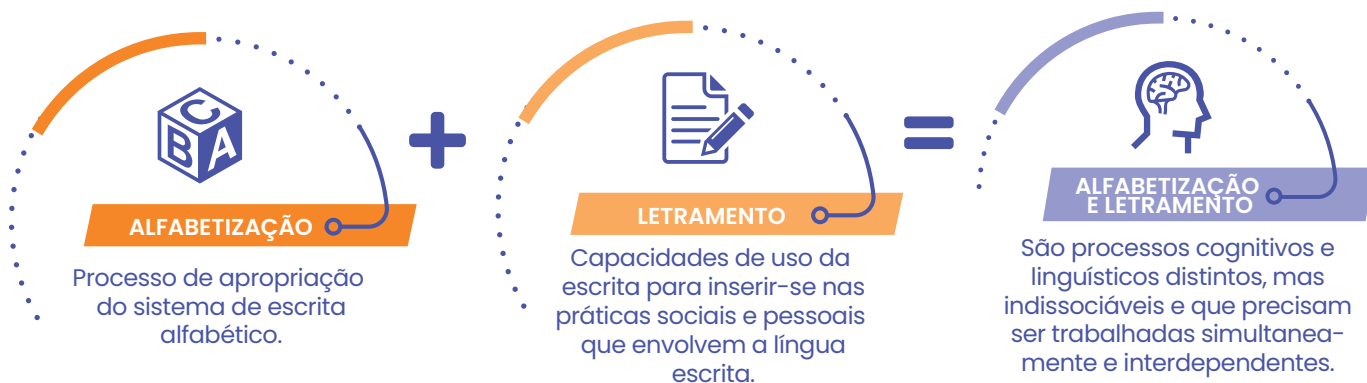 C
B A
ALFABETIZAÇÃO
Processo de apropriação
do sistema de escrita
alfabético.
+
LETRAMENTO
Capacidades de uso da
escrita para inserir-se nas
práticas sociais e pessoais
que envolvem a língua
escrita.
=
ALFABETIZAÇÃO
E LETRAMENTO
São processos cognitivos e
linguísticos distintos, mas
indissociáveis e que precisam
ser trabalhadas simultanea-
mente e interdependentes.